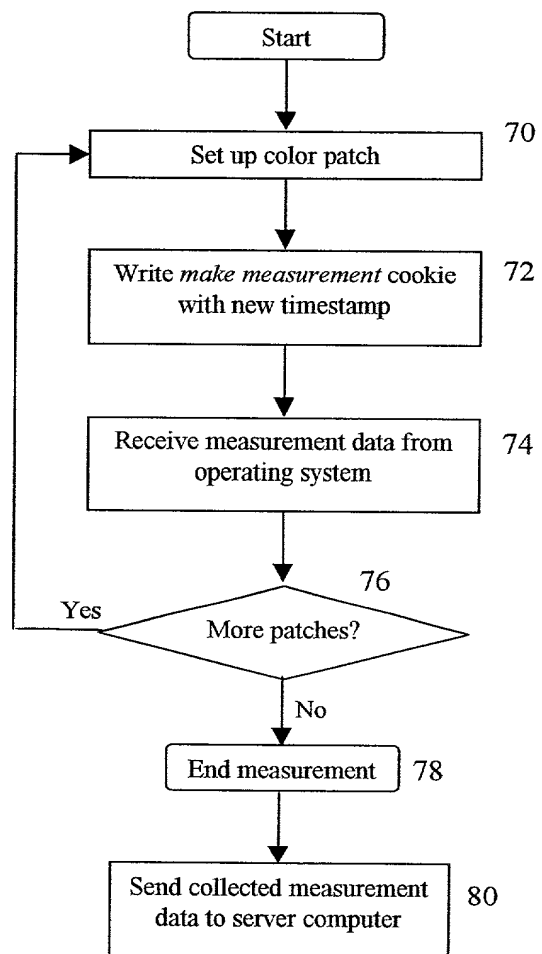 Start
70
Set up color patch
Write make measurement cookie
with new timestamp
72
Receive measurement data from
operating system
74
76
Yes
More patches?
No
End measurement
78
Send collected measurement
data to server computer
80